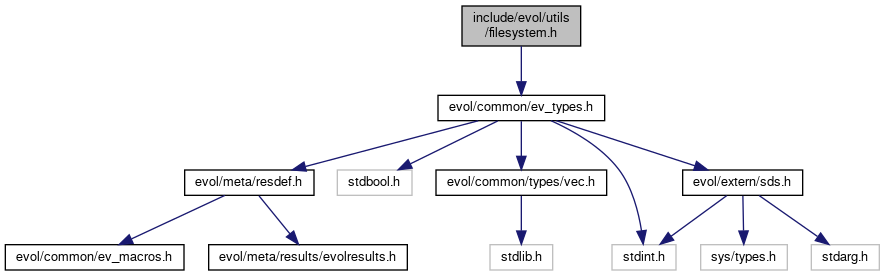 include/evol/utils
/filesystem.h
evol/common/ev_types.h
evol/meta/resdef.h
stdbool.h
evol/common/types/vec.h
evol/extern/sds.h
evol/common/ev_macros.h
evol/meta/results/evolresults.h
stdlib.h
stdint.h
sys/types.h
stdarg.h